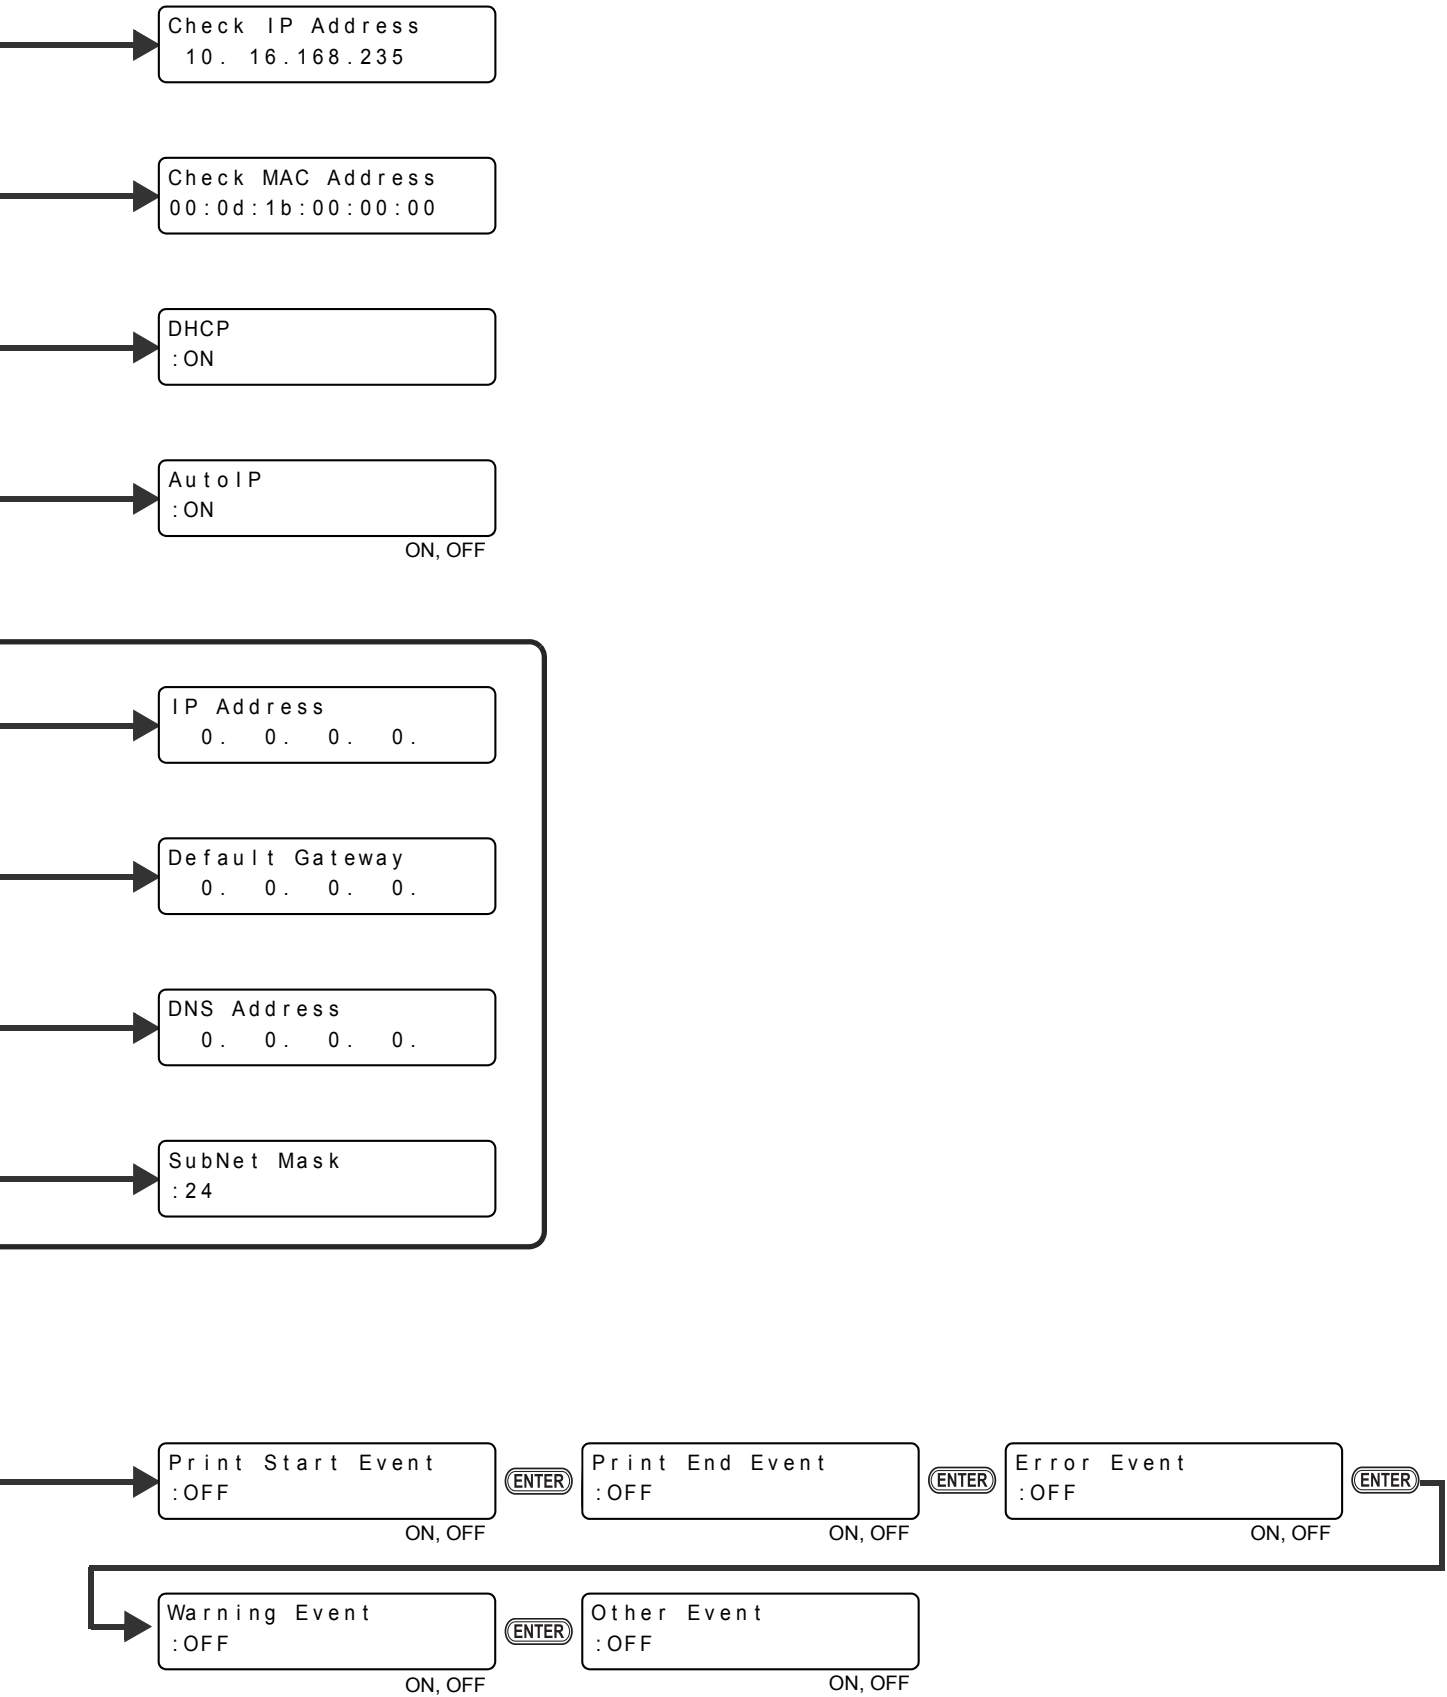 Check IP Address
10. 16.168.235
Check MAC Address
00:0d:1b:00:00:00
DHCP
:ON
AutoIP
:ON
ON, OFF
IP Address
0. 0. 0. 0.
Default Gateway
0. 0. 0. 0.
DNS Address
0. 0. 0. 0.
SubNet Mask
:24
Print Start Event
:OFF
ON, OFF
ENTER
Print End Event
:OFF
ON, OFF
ENTER
Error Event
:OFF
ON, OFF
ENTER
Warning Event
:OFF
ON, OFF
ENTER
Other Event
:OFF
ON, OFF